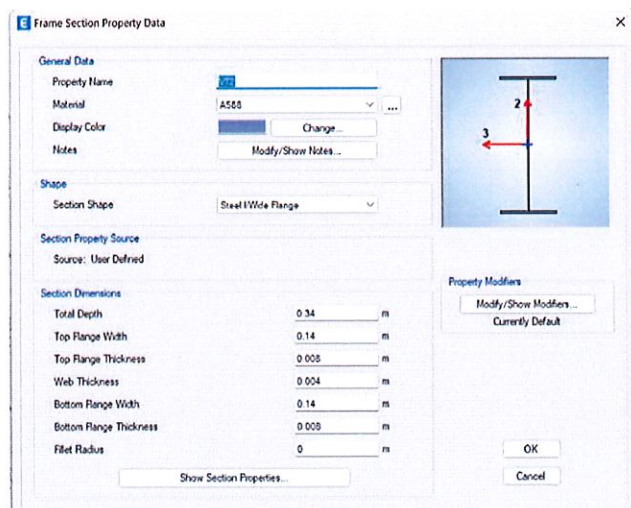 E Frame Section Property Data
General Data
Property Name
Material A588 ...
Display Color Change...
Notes Modify/Show Notes...
Shape
Section Shape Steel I/Wide Flange
Section Property Source
Source: User Defined
Section Dimensions
Total Depth 0.34 m
Top Flange Width 0.14 m
Top Flange Thickness 0.008 m
Web Thickness 0.004 m
Bottom Flange Width 0.14 m
Bottom Flange Thickness 0.008 m
Fillet Radius 0 m
Show Section Properties...
2
3
Property Modifiers
Modify/Show Modifiers...
Currently Default
OK
Cancel